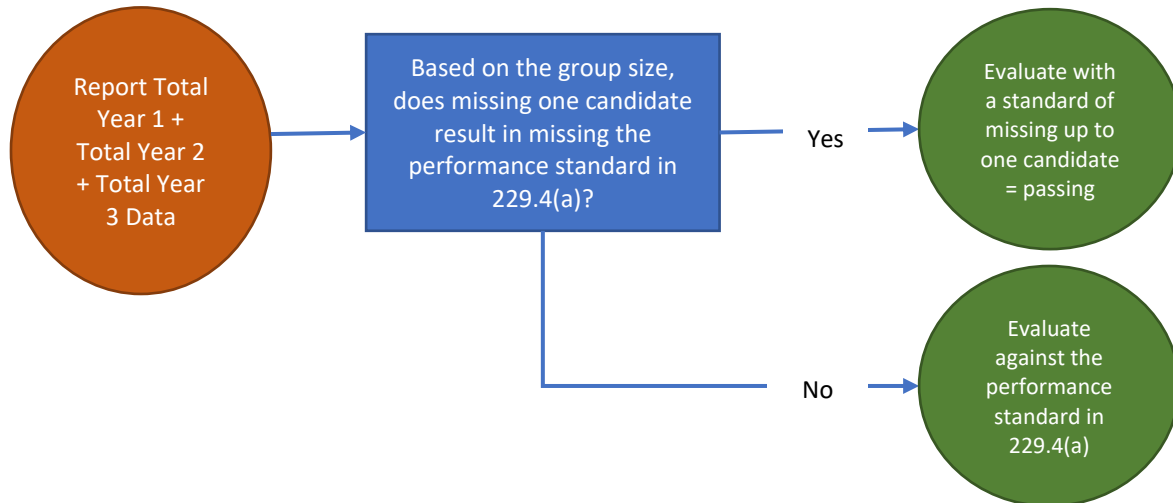 Report Total
Year 1 +
Total Year 2
+ Total Year
3 Data
Based on the group size,
does missing one candidate
result in missing the
performance standard in
229.4(a)?
Yes
Evaluate with
a standard of
missing up to
one candidate
= passing
No
Evaluate
against the
performance
standard in
229.4(a)